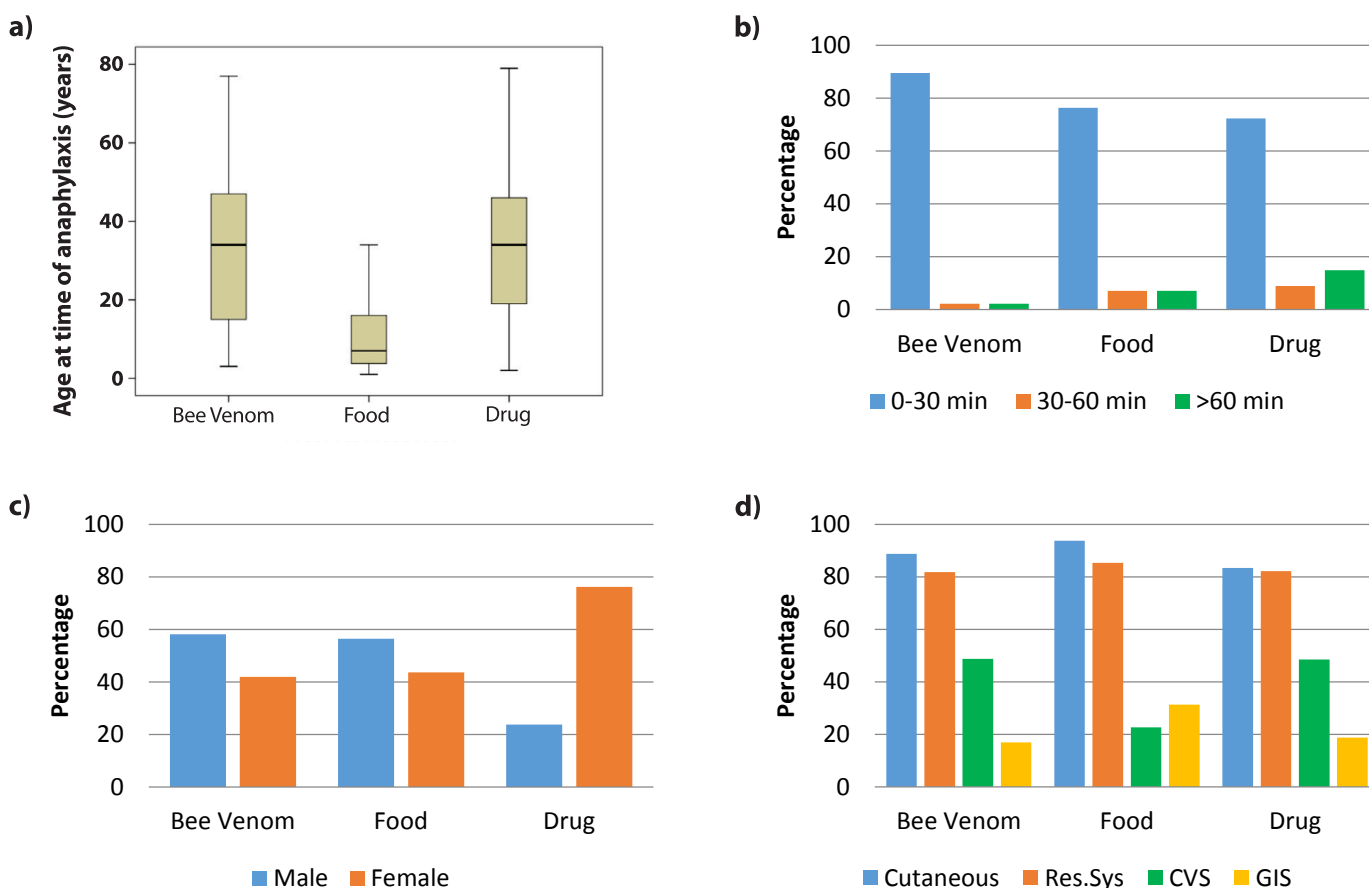 a)
Age at time of anaphylaxis (years)
80
60
40
20
0
Bee Venom Food Drug
b)
Percentage
100
80
60
40
20
0
Bee Venom Food Drug
0-30 min 30-60 min >60 min
c)
Percentage
100
80
60
40
20
0
Bee Venom Food Drug
Male Female
d)
Percentage
100
80
60
40
20
0
Bee Venom Food Drug
Cutaneous Res.Sys CVS GIS